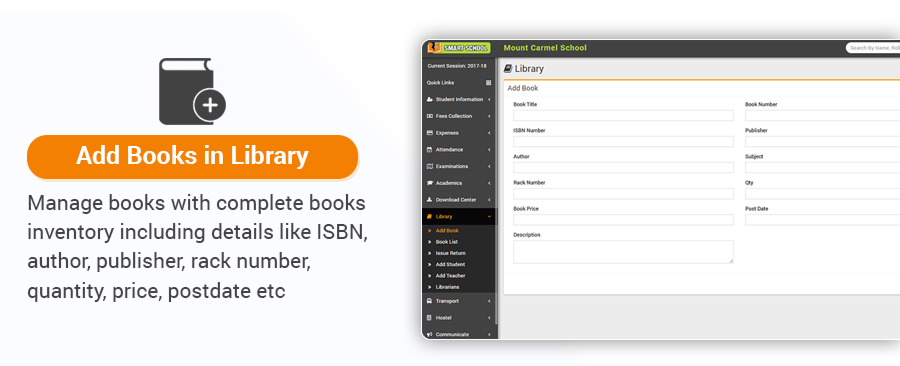 Add Books in Library
Manage books with complete books
inventory including details like ISBN,
author, publisher, rack number,
quantity, price, postdate etc
SMART SCHOOL
Mount Carmel School
Search By Name, Roll
Current Session: 2017-18
Quick Links
Student Information
Fees Collection
Expenses
Attendance
Examinations
Academics
Download Center
Library
Add Book
Book List
Issue Return
Add Student
Add Teacher
Librarians
Transport
Hostel
Communicate
Library
Add Book
Book Title
Book Number
ISBN Number
Publisher
Author
Subject
Rack Number
Qty
Book Price
Post Date
Description